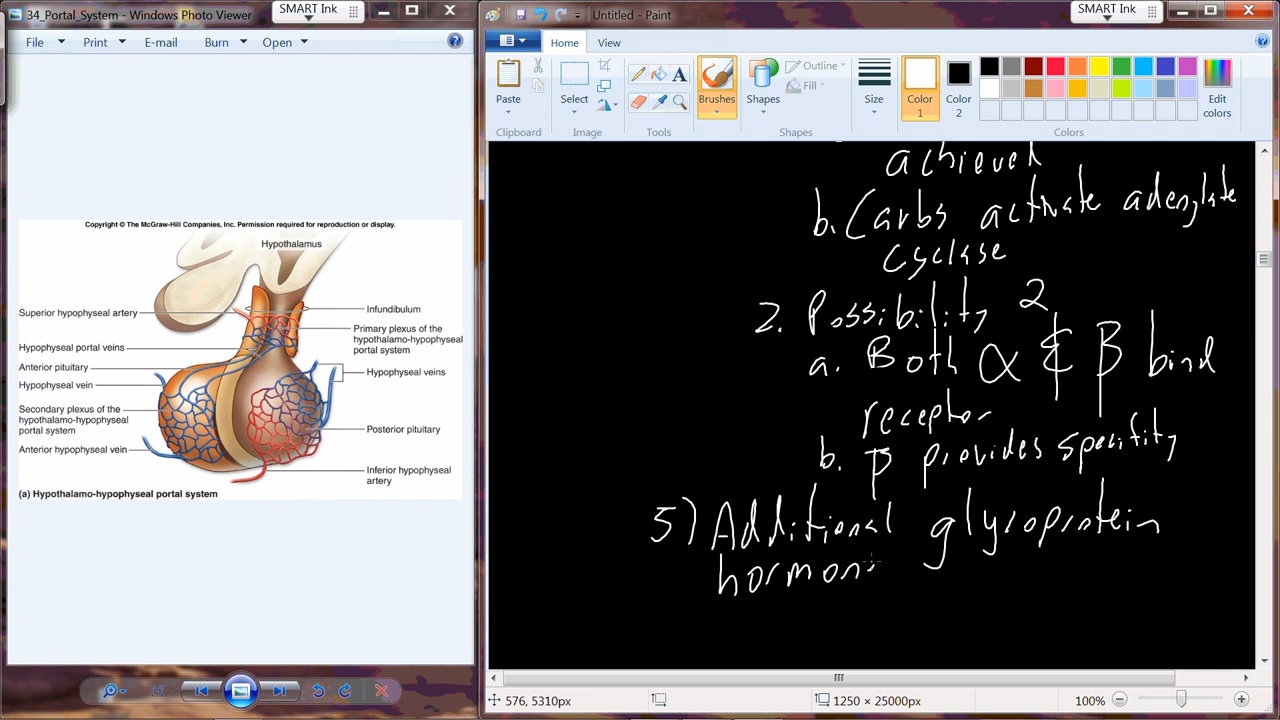 34_Portal_System - Windows Photo Viewer
SMART Ink
File Print E-mail Burn Open
Copyright © The McGraw-Hill Companies, Inc. Permission required for reproduction or display.
Hypothalamus
Superior hypophyseal artery
Hypophyseal portal veins
Anterior pituitary
Hypophyseal vein
Secondary plexus of the
hypothalamo-hypophyseal
portal system
Anterior hypophyseal vein
Infundibulum
Primary plexus of the
hypothalamo-hypophyseal
portal system
Hypophyseal veins
Posterior pituitary
Inferior hypophyseal
artery
(a) Hypothalamo-hypophyseal portal system
Untitled - Paint
SMART Ink
Home View
Paste
Select
Brushes
Shapes
Outline
Fill
Size
Color
1
Color
2
Edit
colors
Clipboard
Image
Tools
Shapes
Colors
achieved
b. Carbs activate adenylate
cyclase
2. Possibility 2
a. Both α & β bind
receptor
b. β provides specifity
5) Additional glycoprotein
hormon
576, 5310px
1250 × 25000px
100%